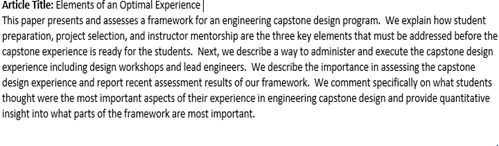 Article Title: Elements of an Optimal Experience
This paper presents and assesses a framework for an engineering capstone design program.  We explain how student
preparation, project selection, and instructor mentorship are the three key elements that must be addressed before the
capstone experience is ready for the students.  Next, we describe a way to administer and execute the capstone design
experience including design workshops and lead engineers.  We describe the importance in assessing the capstone
design experience and report recent assessment results of our framework.  We comment specifically on what students
thought were the most important aspects of their experience in engineering capstone design and provide quantitative
insight into what parts of the framework are most important.